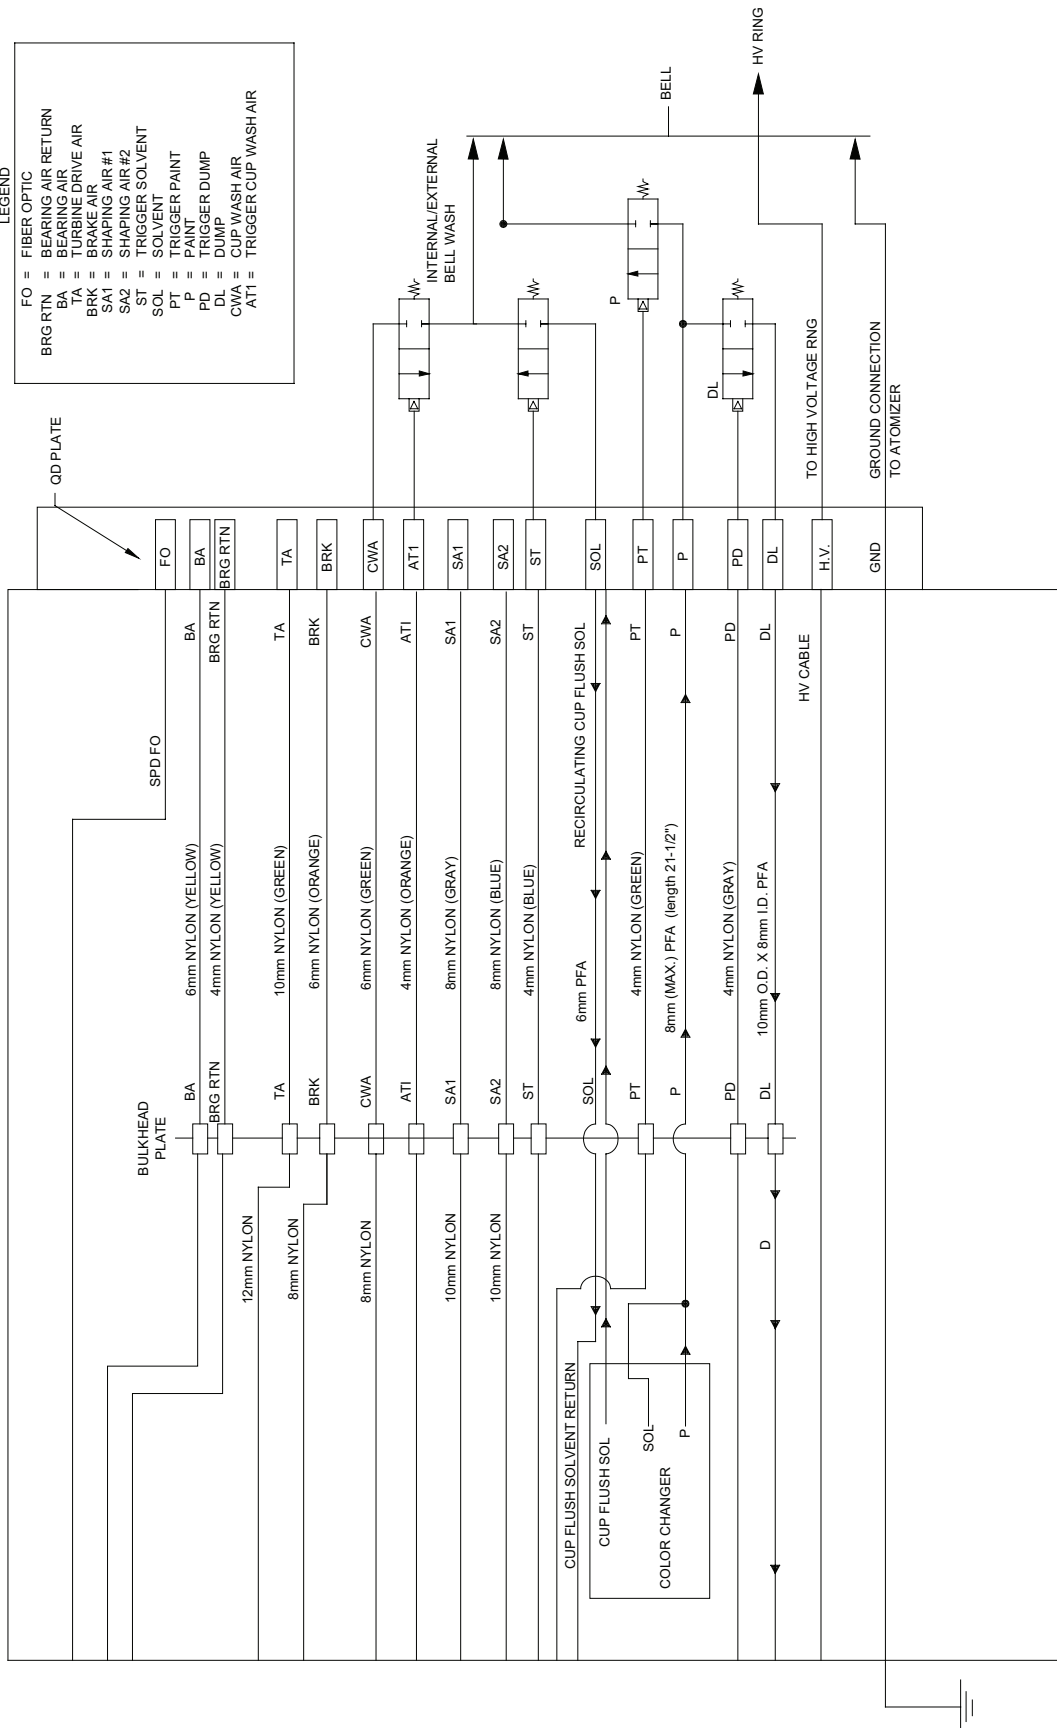 LEGEND
FO = FIBER OPTIC
BRG RTN = BEARING AIR RETURN
BA = BEARING AIR
TA = TURBINE DRIVE AIR
BRK = BRAKE AIR
SA1 = SHAPING AIR #1
SA2 = SHAPING AIR #2
ST = TRIGGER SOLVENT
SOL = SOLVENT
PT = TRIGGER PAINT
P = PAINT
PD = TRIGGER DUMP
DL = DUMP
CWA = CUP WASH AIR
AT1 = TRIGGER CUP WASH AIR
HV RING
BELL
INTERNAL/EXTERNAL
BELL WASH
P
DL
TO HIGH VOLTAGE RNG
GROUND CONNECTION
TO ATOMIZER
QD PLATE
FO
BA
BRG RTN
TA
BRK
CWA
AT1
SA1
SA2
ST
SOL
PT
P
PD
DL
H.V.
GND
BA
BRG RTN
TA
BRK
CWA
ATI
SA1
SA2
ST
RECIRCULATING CUP FLUSH SOL
PT
P
PD
DL
HV CABLE
SPD FO
6mm NYLON (YELLOW)
4mm NYLON (YELLOW)
10mm NYLON (GREEN)
6mm NYLON (ORANGE)
6mm NYLON (GREEN)
4mm NYLON (ORANGE)
8mm NYLON (GRAY)
8mm NYLON (BLUE)
4mm NYLON (BLUE)
6mm PFA
4mm NYLON (GREEN)
8mm (MAX.) PFA (length 21-1/2")
4mm NYLON (GRAY)
10mm O.D. X 8mm I.D. PFA
BULKHEAD
PLATE
BA
BRG RTN
TA
BRK
CWA
ATI
SA1
SA2
ST
SOL
PT
P
PD
DL
12mm NYLON
8mm NYLON
8mm NYLON
10mm NYLON
10mm NYLON
D
CUP FLUSH SOLVENT RETURN
CUP FLUSH SOL
SOL
P
COLOR CHANGER